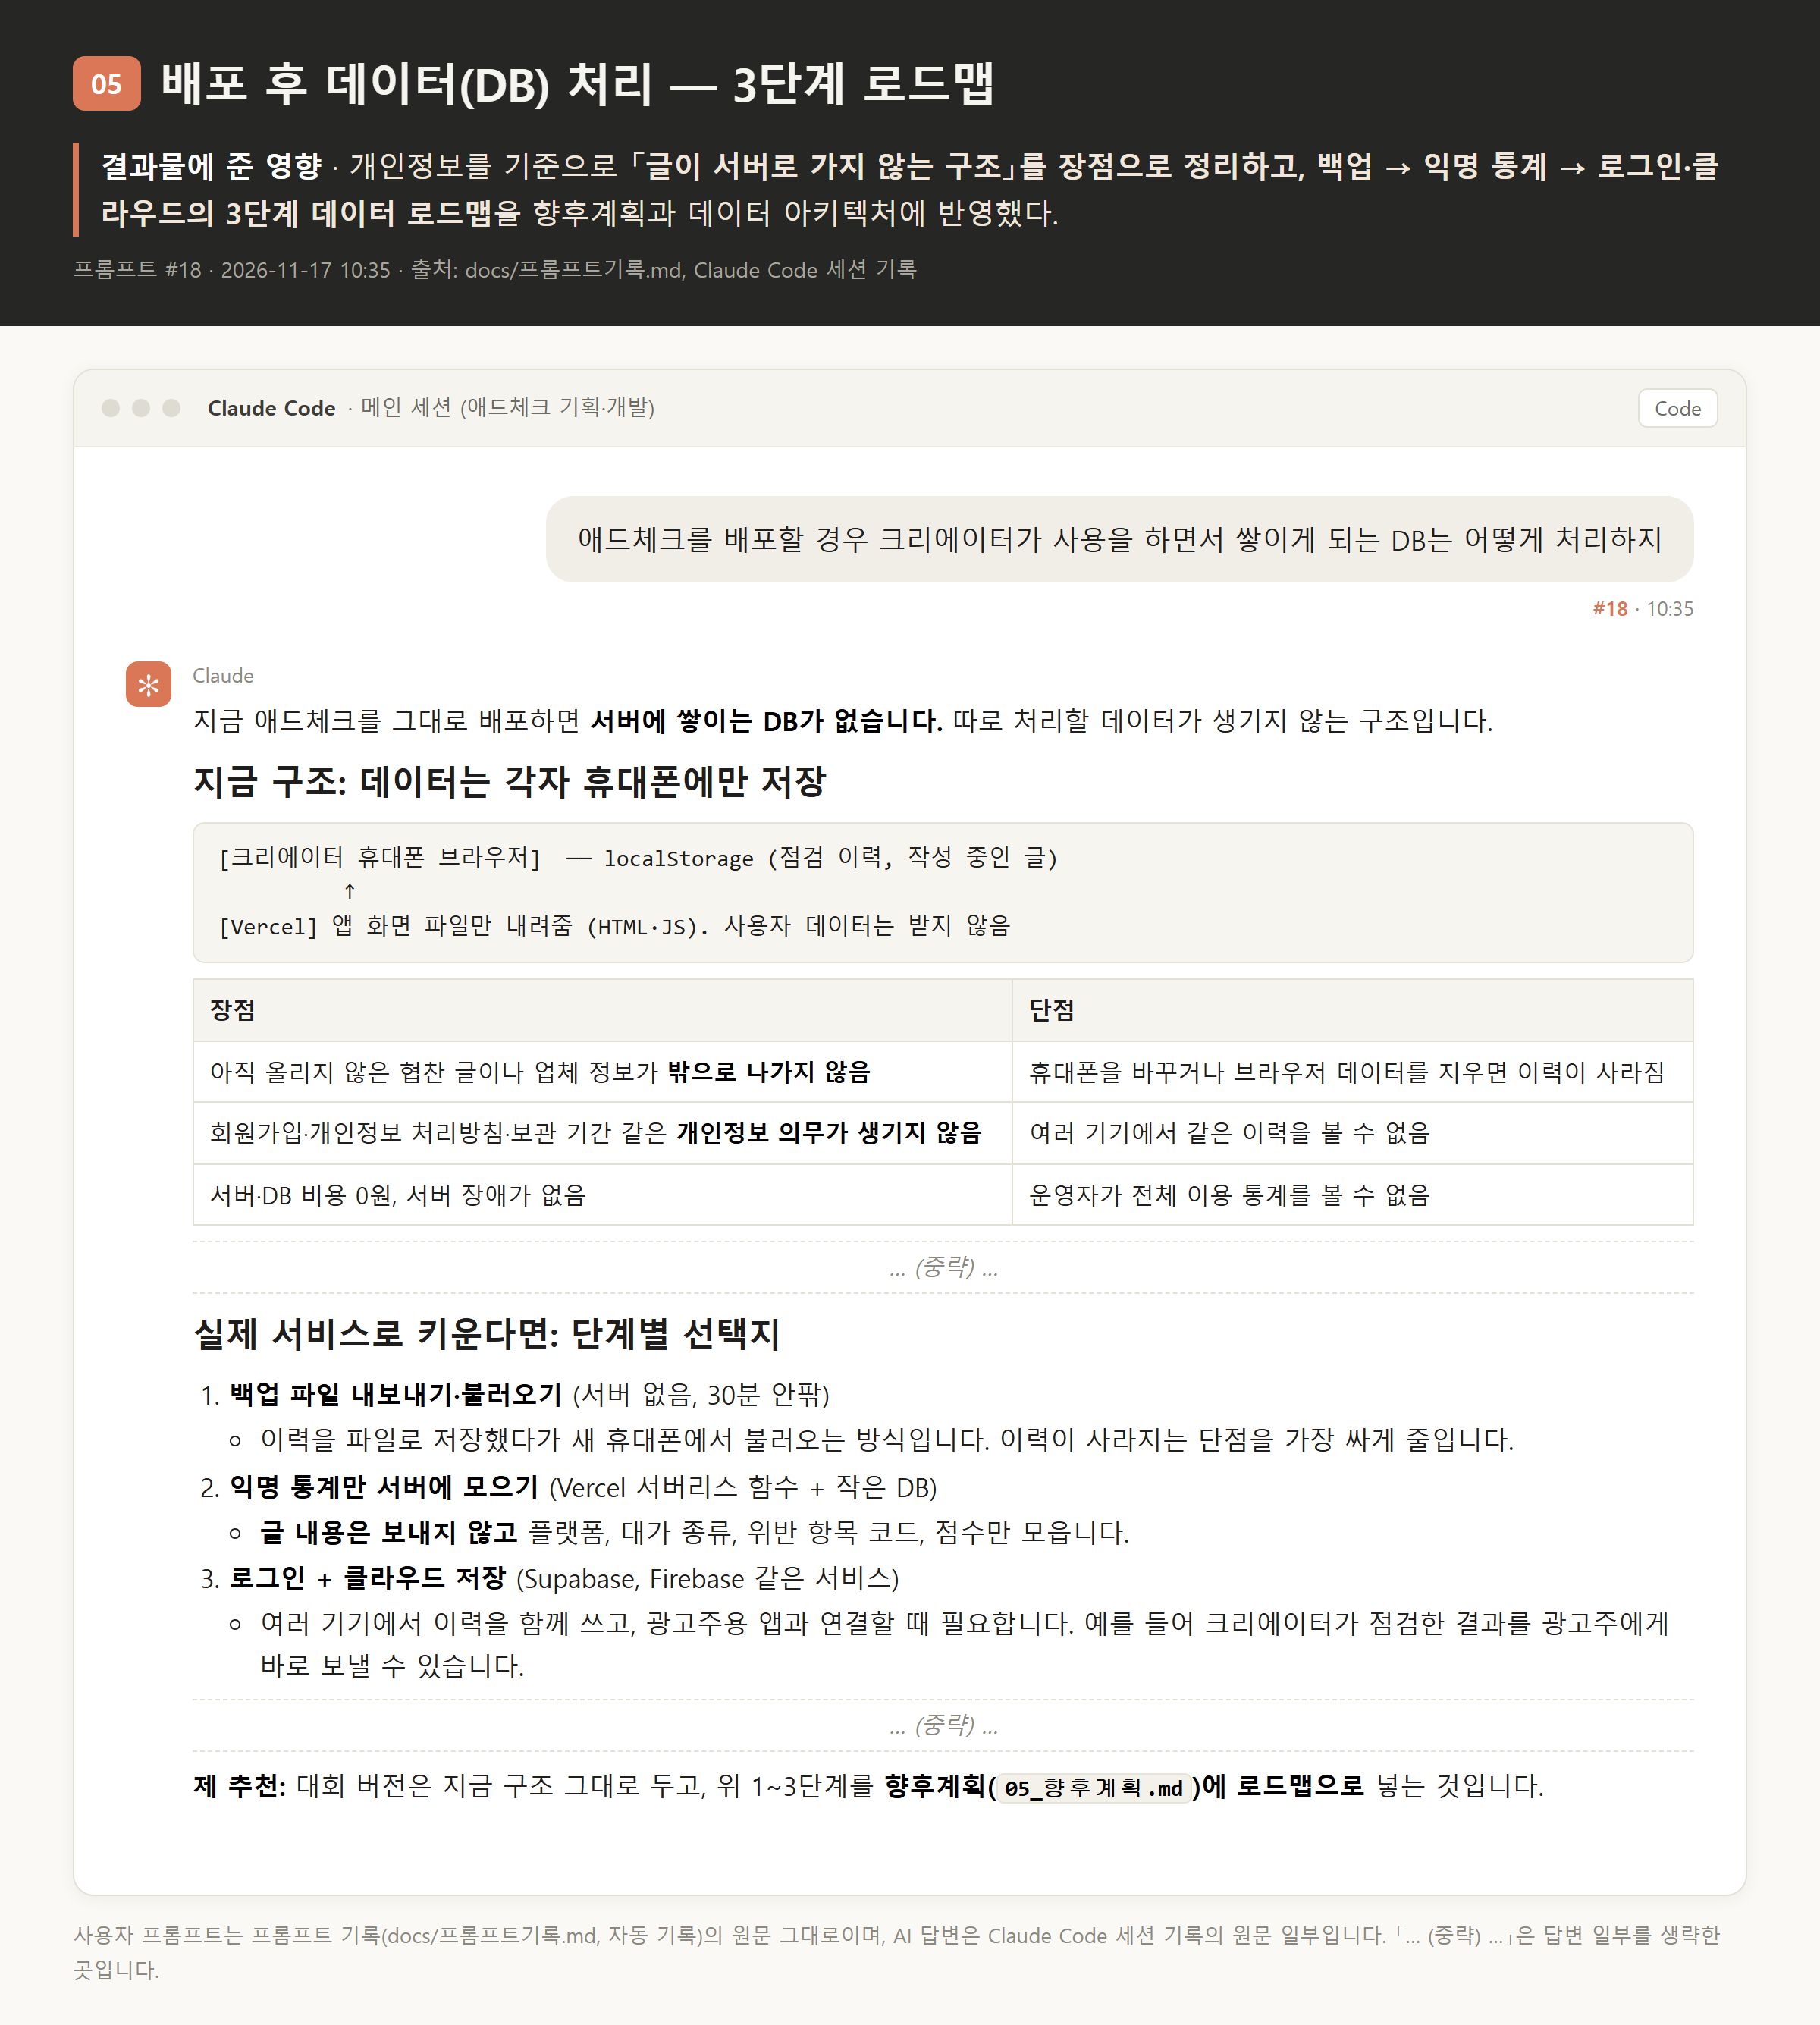 05 배포 후 데이터(DB) 처리 — 3단계 로드맵
결과물에 준 영향 · 개인정보를 기준으로 「글이 서버로 가지 않는 구조」를 장점으로 정리하고, 백업 → 익명 통계 → 로그인·클
라우드의 3단계 데이터 로드맵을 향후계획과 데이터 아키텍처에 반영했다.
프롬프트 #18 · 2026-11-17 10:35 · 출처: docs/프롬프트기록.md, Claude Code 세션 기록
Claude Code · 메인 세션 (애드체크 기획·개발)
Code
애드체크를 배포할 경우 크리에이터가 사용을 하면서 쌓이게 되는 DB는 어떻게 처리하지
#18 · 10:35
Claude
지금 애드체크를 그대로 배포하면 서버에 쌓이는 DB가 없습니다. 따로 처리할 데이터가 생기지 않는 구조입니다.
지금 구조: 데이터는 각자 휴대폰에만 저장
[크리에이터 휴대폰 브라우저] ── localStorage (점검 이력, 작성 중인 글)
↑
[Vercel] 앱 화면 파일만 내려줌 (HTML·JS). 사용자 데이터는 받지 않음
장점 단점
아직 올리지 않은 협찬 글이나 업체 정보가 밖으로 나가지 않음 휴대폰을 바꾸거나 브라우저 데이터를 지우면 이력이 사라짐
회원가입·개인정보 처리방침·보관 기간 같은 개인정보 의무가 생기지 않음 여러 기기에서 같은 이력을 볼 수 없음
서버·DB 비용 0원, 서버 장애가 없음 운영자가 전체 이용 통계를 볼 수 없음
... (중략) ...
실제 서비스로 키운다면: 단계별 선택지
1. 백업 파일 내보내기·불러오기 (서버 없음, 30분 안팎)
◦ 이력을 파일로 저장했다가 새 휴대폰에서 불러오는 방식입니다. 이력이 사라지는 단점을 가장 싸게 줄입니다.
2. 익명 통계만 서버에 모으기 (Vercel 서버리스 함수 + 작은 DB)
◦ 글 내용은 보내지 않고 플랫폼, 대가 종류, 위반 항목 코드, 점수만 모읍니다.
3. 로그인 + 클라우드 저장 (Supabase, Firebase 같은 서비스)
◦ 여러 기기에서 이력을 함께 쓰고, 광고주용 앱과 연결할 때 필요합니다. 예를 들어 크리에이터가 점검한 결과를 광고주에게
바로 보낼 수 있습니다.
... (중략) ...
제 추천: 대회 버전은 지금 구조 그대로 두고, 위 1~3단계를 향후계획(05_향후계획.md)에 로드맵으로 넣는 것입니다.
사용자 프롬프트는 프롬프트 기록(docs/프롬프트기록.md, 자동 기록)의 원문 그대로이며, AI 답변은 Claude Code 세션 기록의 원문 일부입니다. 「... (중략) ...」은 답변 일부를 생략한
곳입니다.